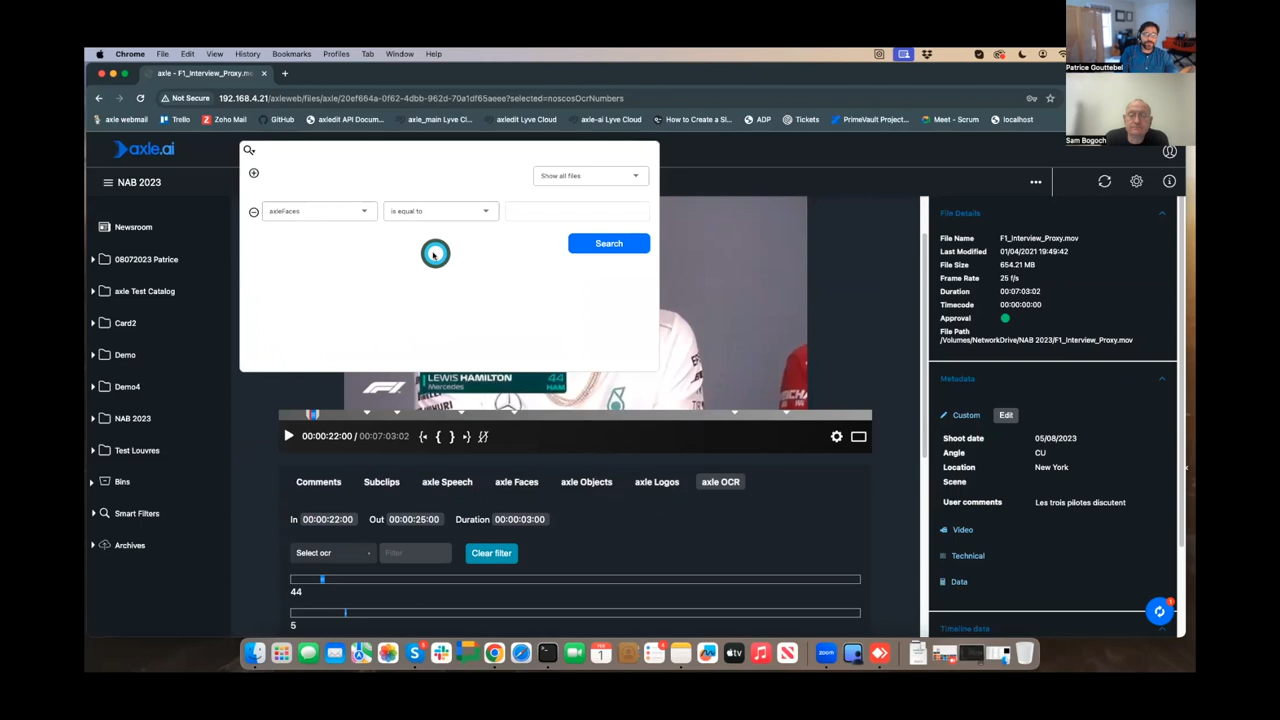 Chrome File Edit View History Bookmarks Profiles Tab Window Help
Patrice Gouttebel
axle - F1_Interview_Proxy.mo
Not Secure 192.168.4.21/axleweb/files/axle/20ef664a-0f62-4dbb-962d-70a1df65aeee?selected=noscosOcrNumbers
axle webmail Trello Zoho Mail GitHub axledit API Docum... axle_main Lyve Cloud axledit Lyve Cloud axle-ai Lyve Cloud How to Create a Sl... ADP Tickets PrimeVault Project... Meet - Scrum localhost
Sam Bogoch
axle.ai
NAB 2023
Show all files
axleFaces is equal to
Search
Newsroom
08072023 Patrice
axle Test Catalog
Card2
Demo
Demo4
NAB 2023
Test Louvres
Bins
Smart Filters
Archives
F1
LEWIS HAMILTON 44
Mercedes HAM
00:00:22:00 / 00:07:03:02
Comments Subclips axle Speech axle Faces axle Objects axle Logos axle OCR
In 00:00:22:00 Out 00:00:25:00 Duration 00:00:03:00
Select ocr Filter Clear filter
44
5
File Details
File Name F1_Interview_Proxy.mov
Last Modified 01/04/2021 19:49:42
File Size 654.21 MB
Frame Rate 25 f/s
Duration 00:07:03:02
Timecode 00:00:00:00
Approval
File Path
/Volumes/NetworkDrive/NAB 2023/F1_Interview_Proxy.mov
Metadata
Custom Edit
Shoot date 05/08/2023
Angle CU
Location New York
Scene
User comments Les trois pilotes discutent
Video
Technical
Data
Timeline data
zoom
tv